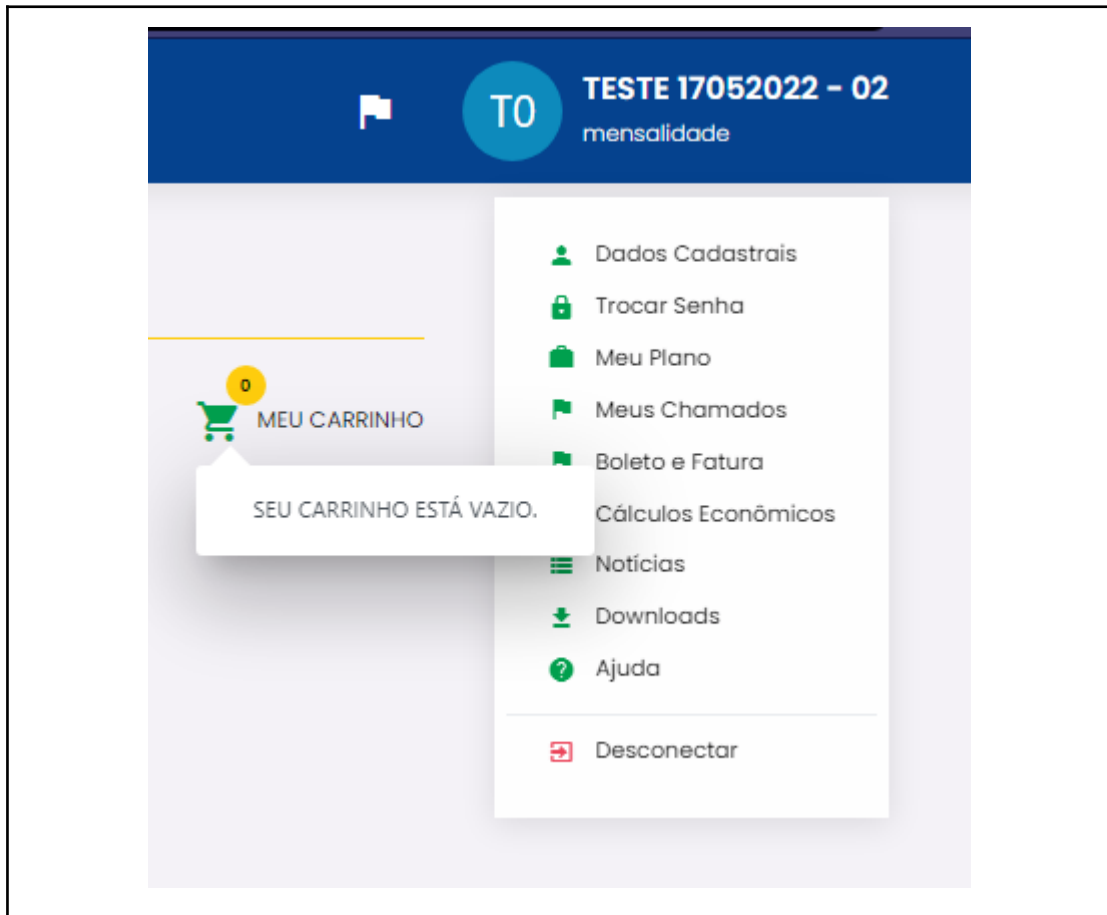 T0
TESTE 17052022 - 02
mensalidade
Dados Cadastrais
Trocar Senha
Meu Plano
0
MEU CARRINHO
Meus Chamados
Boleto e Fatura
SEU CARRINHO ESTÁ VAZIO.
Cálculos Econômicos
Notícias
Downloads
? Ajuda
Desconectar